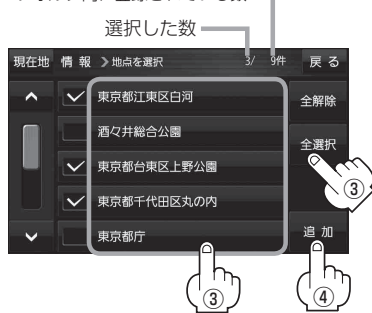 選択した数
現在地 情 報 ❯地点を選択 3/ 9件 戻 る
東京都江東区白河 全解除
酒々井総合公園
全選択
東京都台東区上野公園
③
東京都千代田区丸の内
東京都庁 追 加
③ ④